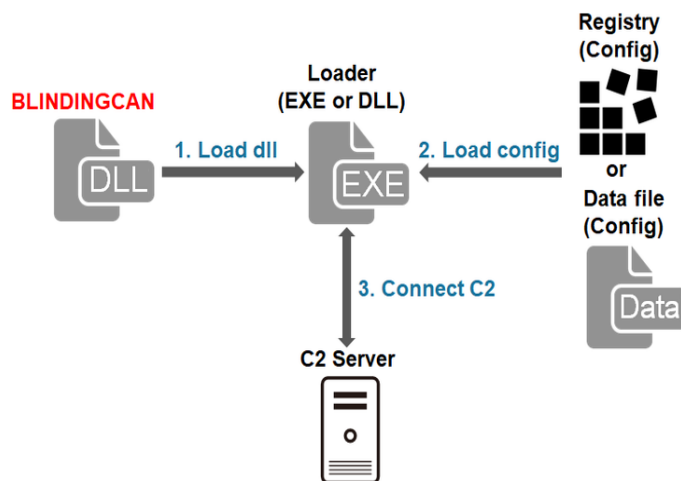 Registry
(Config)
Loader
(EXE or DLL)
BLINDINGCAN
1. Load dll
2. Load config
DLL
EXE
or
Data file
(Config)
3. Connect C2
Data
C2 Server